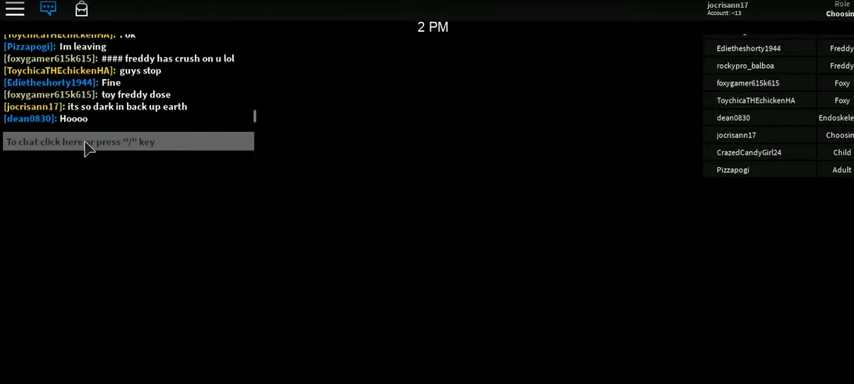 jocrisann17 Role
Account: <13 Choosin
2 PM
[ToychicaTHEchickenHA]: . ok
[Pizzapogi]: Im leaving
[foxygamer615k615]: #### freddy has crush on u lol
[ToychicaTHEchickenHA]: guys stop
[Edietheshorty1944]: Fine
[foxygamer615k615]: toy freddy dose
[jocrisann17]: its so dark in back up earth
[dean0830]: Hoooo
To chat click here or press "/" key
Edietheshorty1944 Freddy
rockypro_balboa Freddy
foxygamer615k615 Foxy
ToychicaTHEchickenHA Foxy
dean0830 Endoskele
jocrisann17 Choosin
CrazedCandyGirl24 Child
Pizzapogi Adult